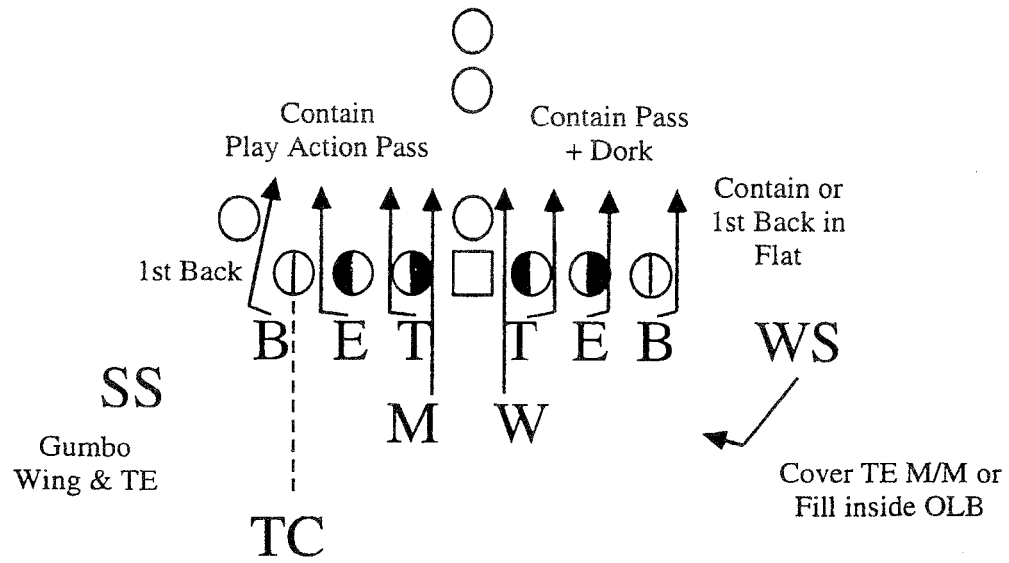 Contain
Play Action Pass
Contain Pass
+ Dork
Contain or
1st Back in
Flat
1st Back
B E T T E B WS
SS
M W
Gumbo
Wing & TE
Cover TE M/M or
Fill inside OLB
TC